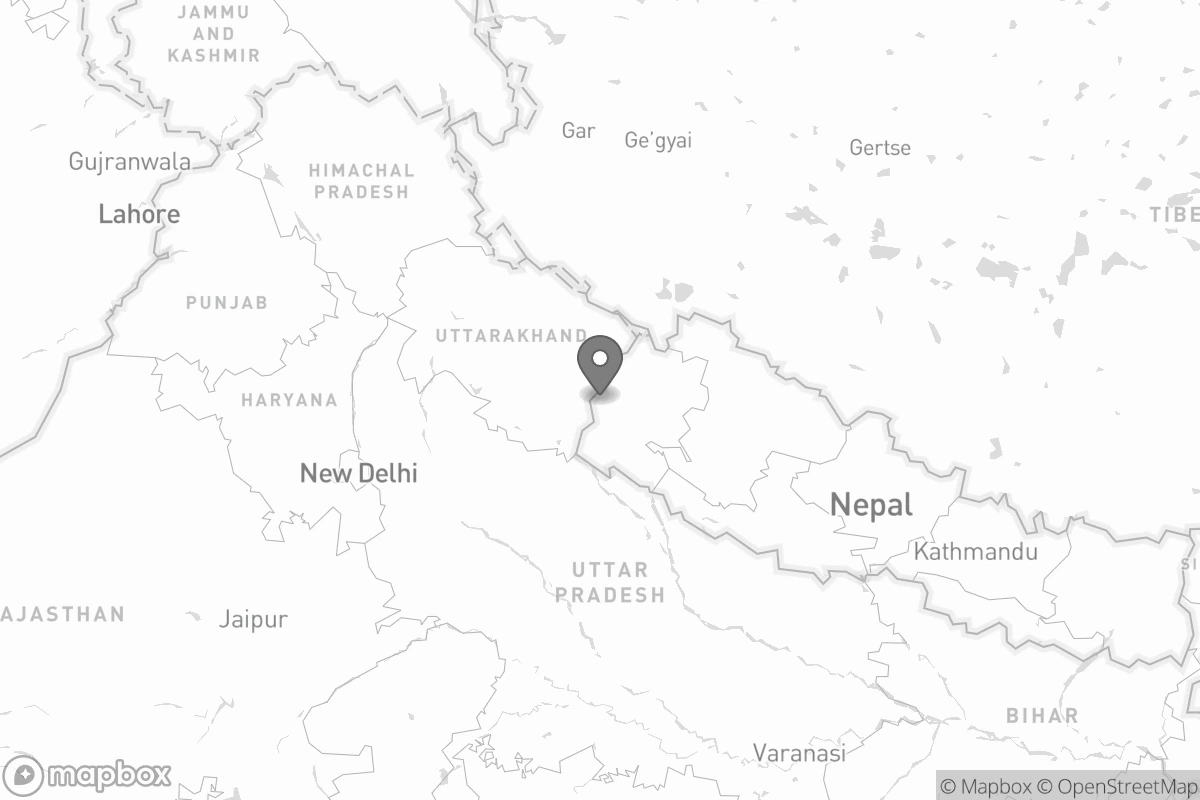 JAMMU
AND
KASHMIR
Gar
Ge'gyai
Gertse
Gujranwala
HIMACHAL
PRADESH
Lahore
TIBE
PUNJAB
UTTARAKHAND
HARYANA
New Delhi
Nepal
Kathmandu
SI
UTTAR
PRADESH
AJASTHAN
Jaipur
BIHAR
Varanasi
mapbox
© Mapbox © OpenStreetMap